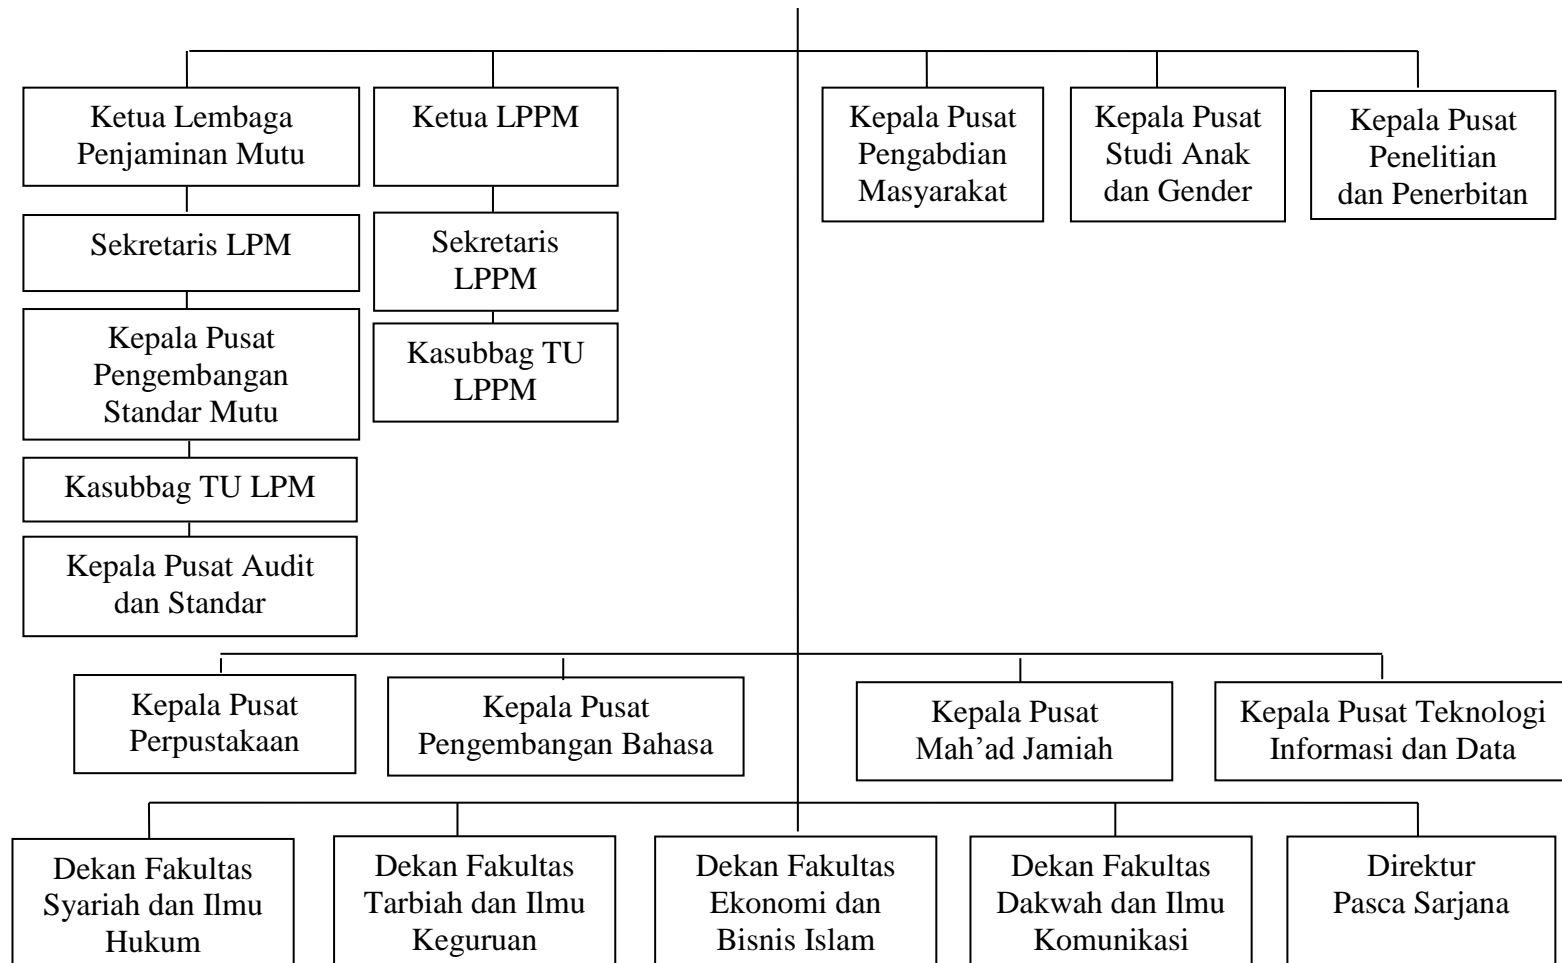 Ketua Lembaga
Penjaminan Mutu
Ketua LPPM
Kepala Pusat
Pengabdian
Masyarakat
Kepala Pusat
Studi Anak
dan Gender
Kepala Pusat
Penelitian
dan Penerbitan
Sekretaris LPM
Sekretaris
LPPM
Kepala Pusat
Pengembangan
Standar Mutu
Kasubbag TU
LPPM
Kasubbag TU LPM
Kepala Pusat Audit
dan Standar
Kepala Pusat
Perpustakaan
Kepala Pusat
Pengembangan Bahasa
Kepala Pusat
Mah’ad Jamiah
Kepala Pusat Teknologi
Informasi dan Data
Dekan Fakultas
Syariah dan Ilmu
Hukum
Dekan Fakultas
Tarbiah dan Ilmu
Keguruan
Dekan Fakultas
Ekonomi dan
Bisnis Islam
Dekan Fakultas
Dakwah dan Ilmu
Komunikasi
Direktur
Pasca Sarjana